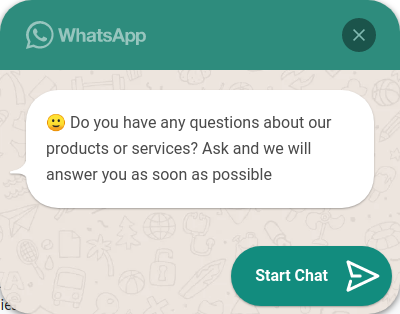 WhatsApp
🙂 Do you have any questions about our
products or services? Ask and we will
answer you as soon as possible
Start Chat